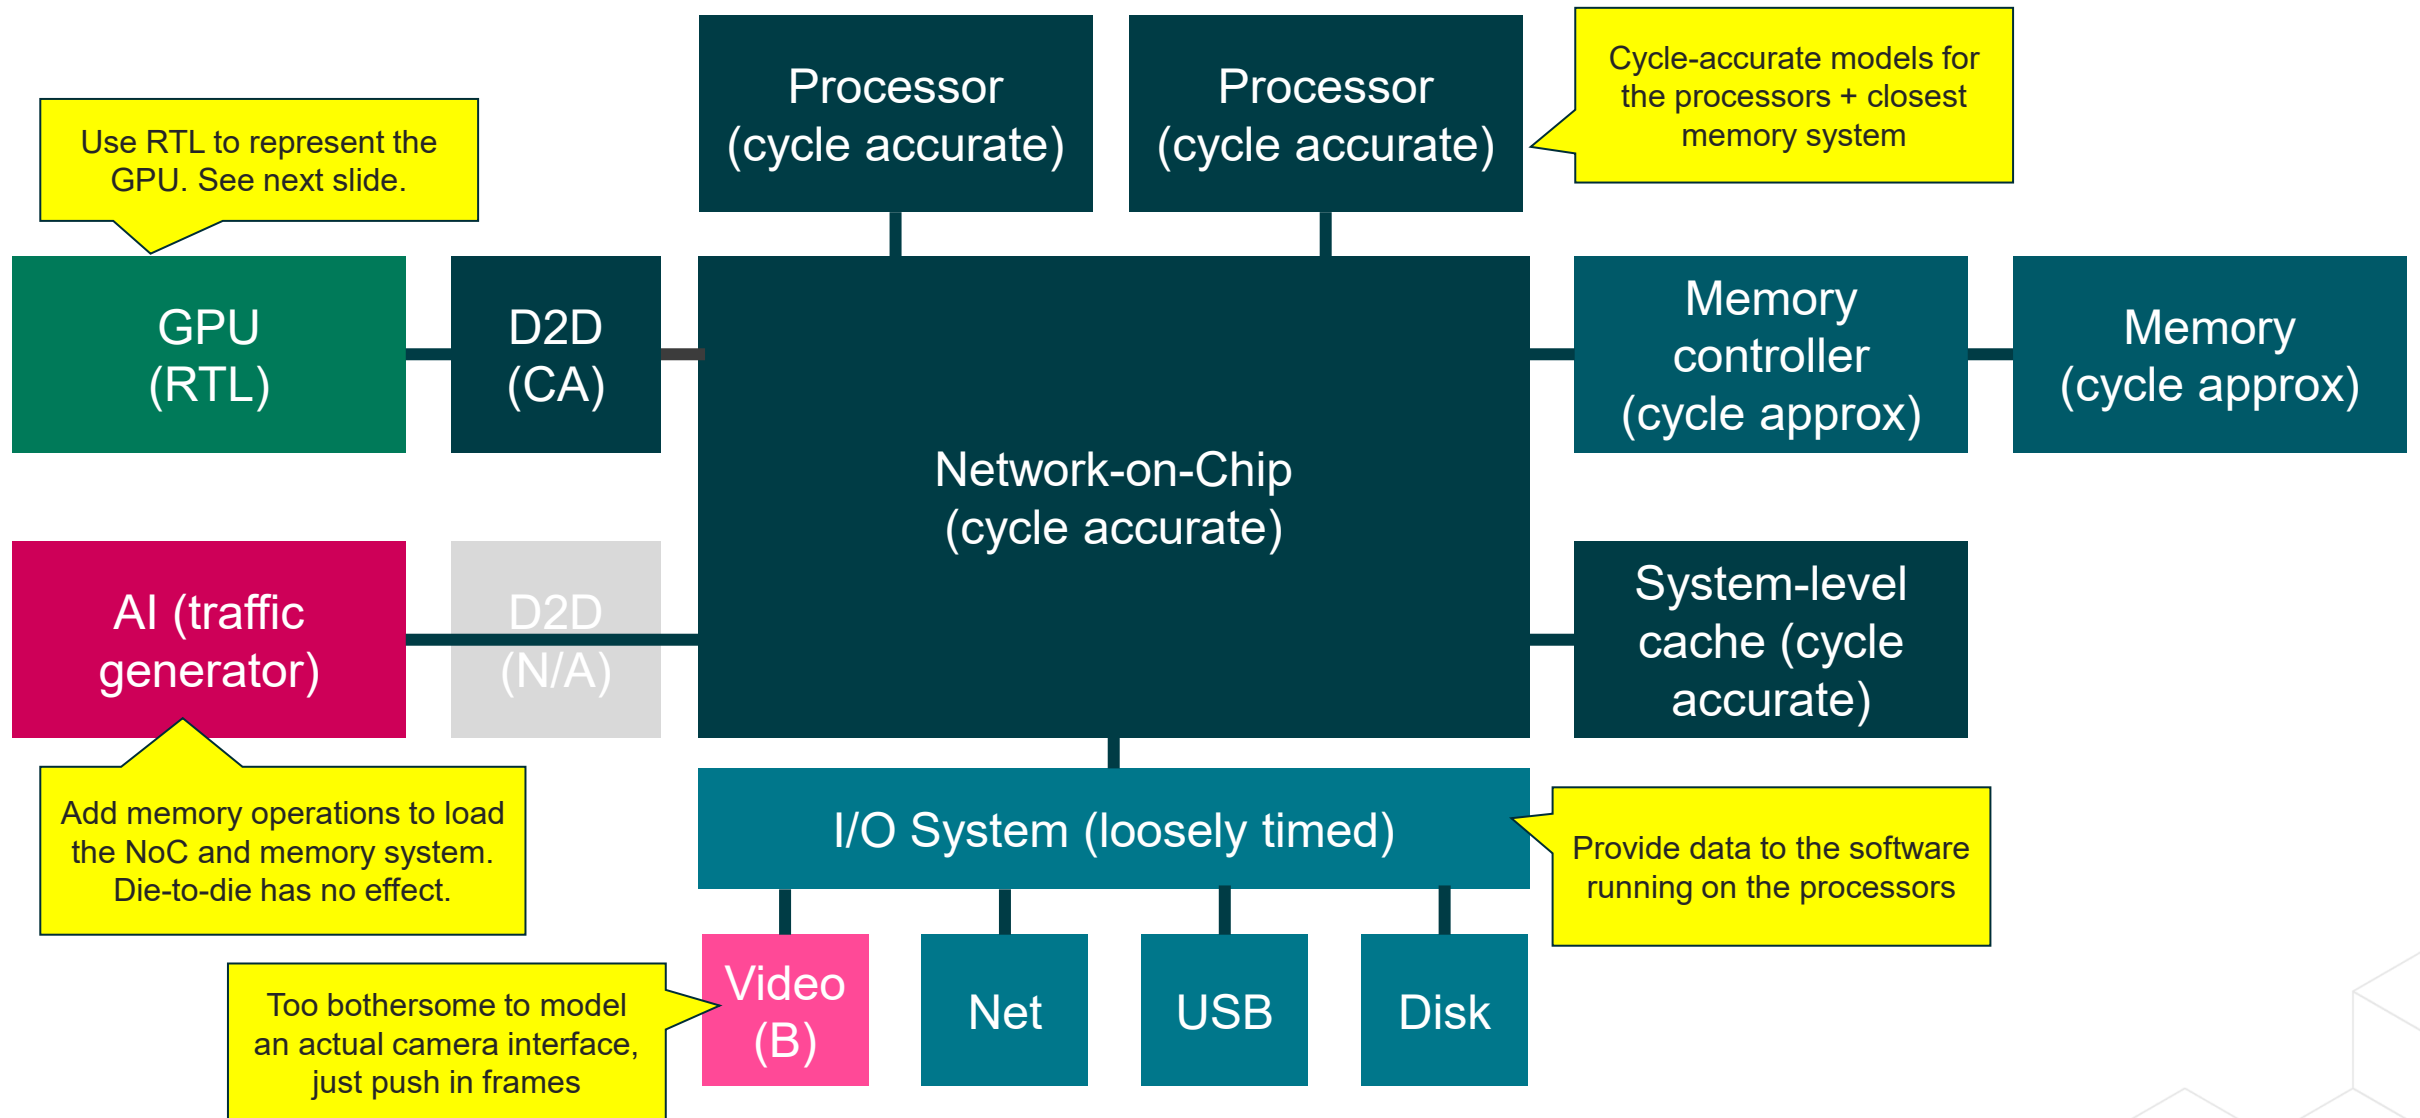 Processor
(cycle accurate)
Processor
(cycle accurate)
Cycle-accurate models for
the processors + closest
memory system
Use RTL to represent the
GPU. See next slide.
GPU
(RTL)
D2D
(CA)
Network-on-Chip
(cycle accurate)
Memory
controller
(cycle approx)
Memory
(cycle approx)
AI (traffic
generator)
D2D
(N/A)
System-level
cache (cycle
accurate)
Add memory operations to load
the NoC and memory system.
Die-to-die has no effect.
I/O System (loosely timed)
Provide data to the software
running on the processors
Too bothersome to model
an actual camera interface,
just push in frames
Video
(B)
Net
USB
Disk